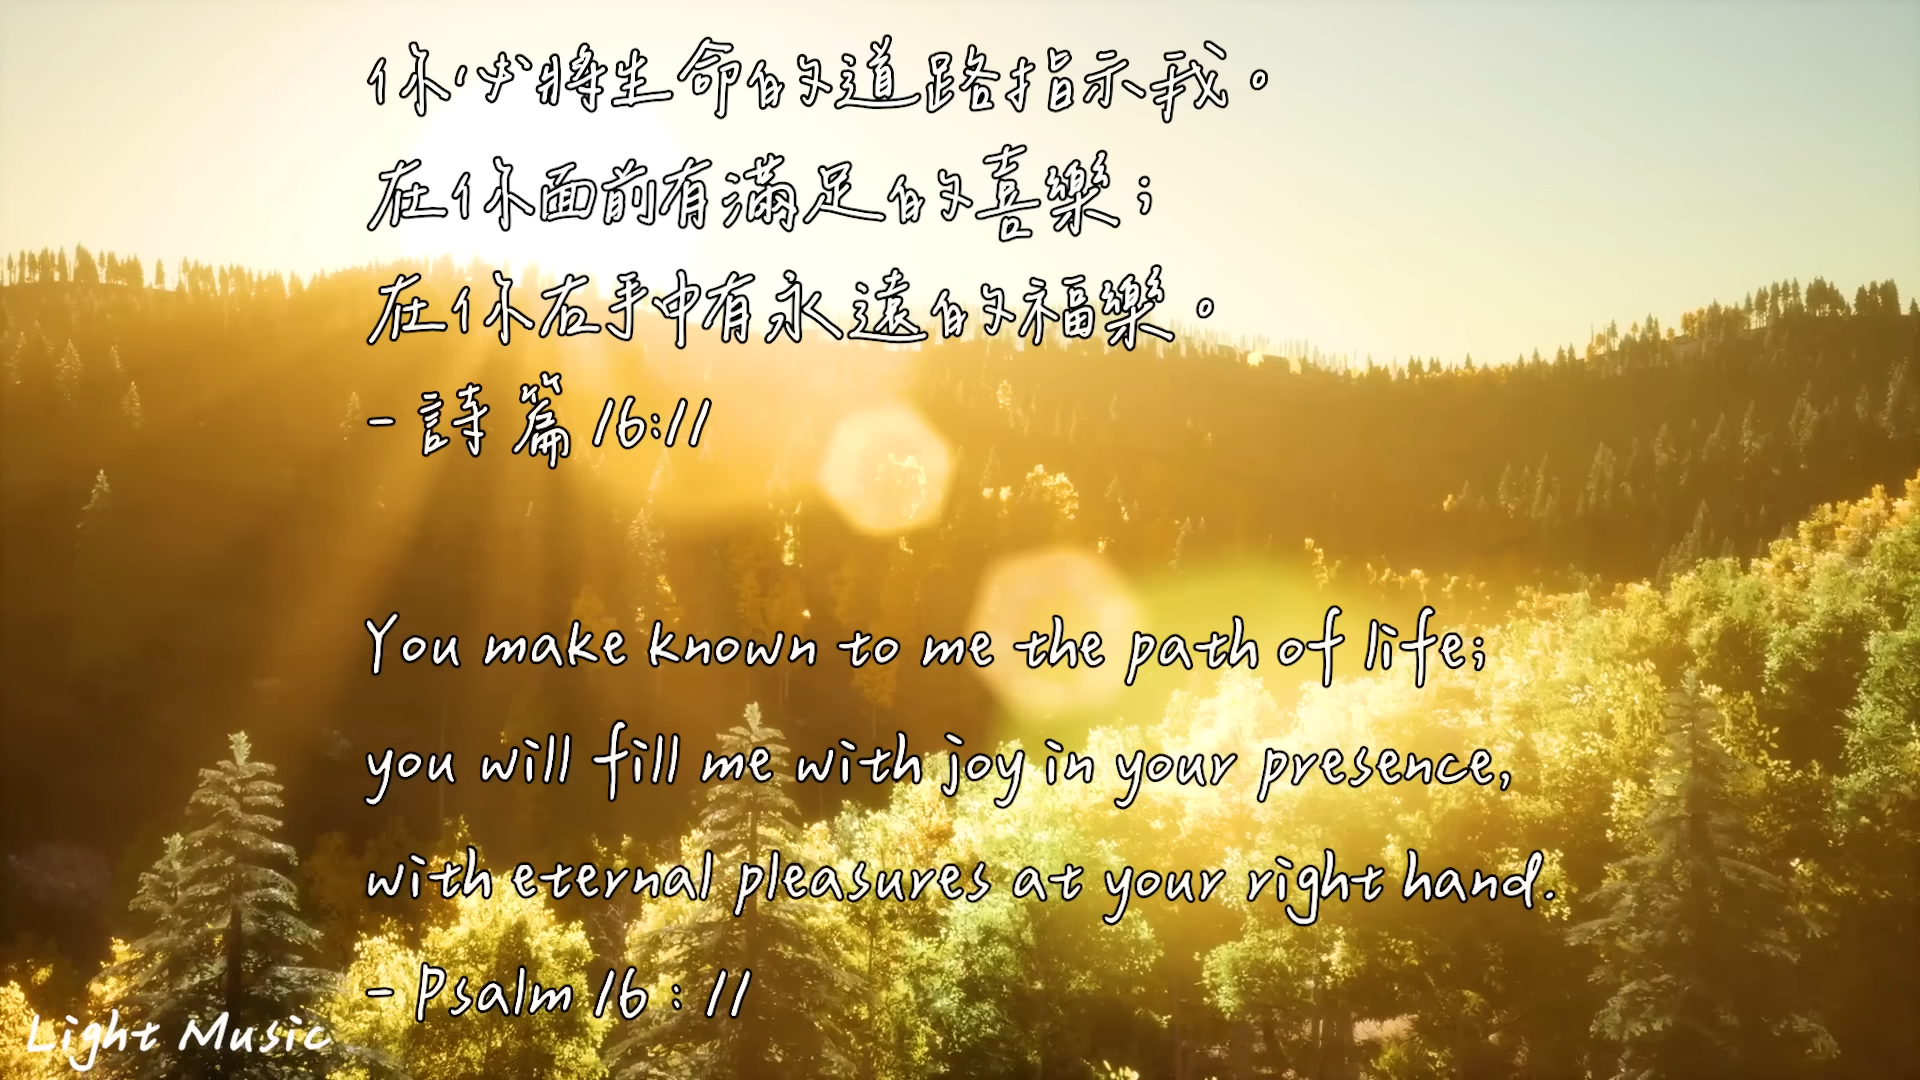 你必將生命的道路指示我。
在你面前有滿足的喜樂；
在你右手中有永遠的福樂。
- 詩篇 16:11
You make known to me the path of life;
you will fill me with joy in your presence,
with eternal pleasures at your right hand.
- Psalm 16 : 11
Light Music